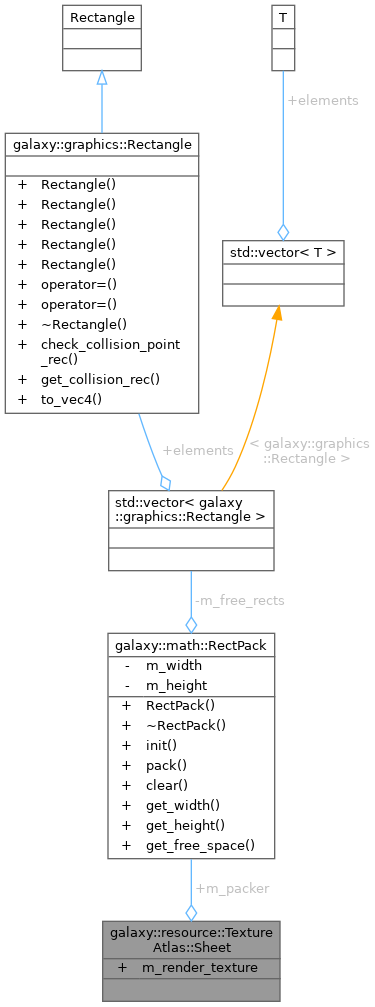 Rectangle
T
+elements
galaxy::graphics::Rectangle
+ Rectangle()
+ Rectangle()
+ Rectangle()
+ Rectangle()
+ Rectangle()
+ operator=()
+ operator=()
+ ~Rectangle()
+ check_collision_point
_rec()
+ get_collision_rec()
+ to_vec4()
std::vector< T >
+elements
< galaxy::graphics
::Rectangle >
std::vector< galaxy
::graphics::Rectangle >
-m_free_rects
galaxy::math::RectPack
- m_width
- m_height
+ RectPack()
+ ~RectPack()
+ init()
+ pack()
+ clear()
+ get_width()
+ get_height()
+ get_free_space()
+m_packer
galaxy::resource::Texture
Atlas::Sheet
+ m_render_texture